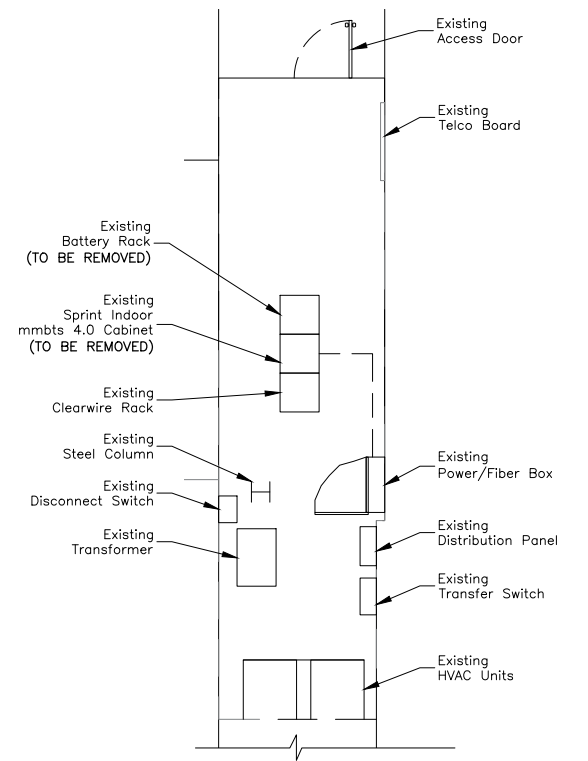 Existing
Access Door
Existing
Telco Board
Existing
Battery Rack
(TO BE REMOVED)
Existing
Sprint Indoor
mmbts 4.0 Cabinet
(TO BE REMOVED)
Existing
Clearwire Rack
Existing
Steel Column
Existing
Power/Fiber Box
Existing
Disconnect Switch
Existing
Transformer
Existing
Distribution Panel
Existing
Transfer Switch
Existing
HVAC Units